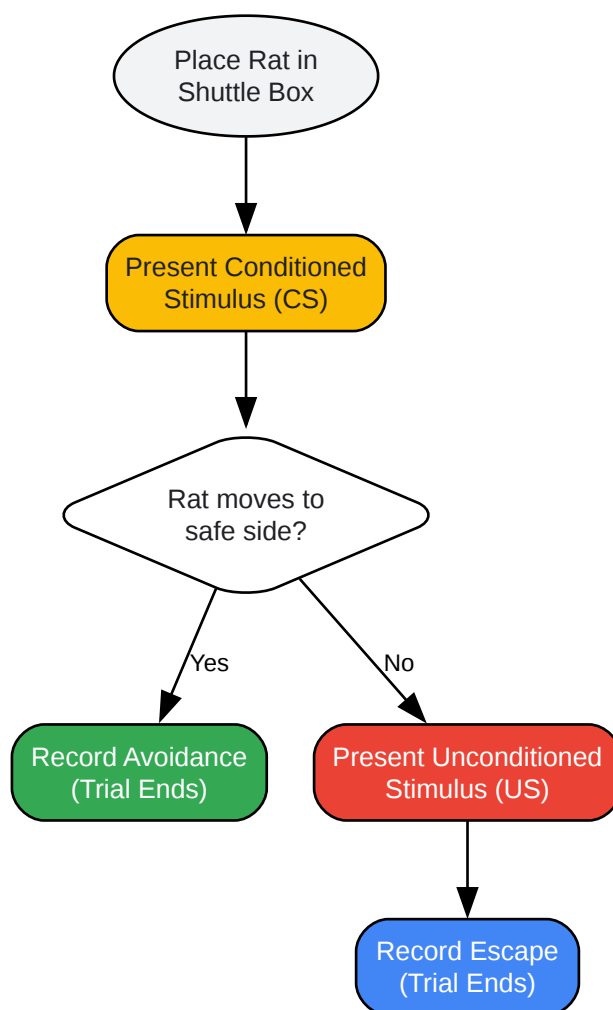 Place Rat in
Shuttle Box
Present Conditioned
Stimulus (CS)
Rat moves to
safe side?
Yes
No
Record Avoidance
(Trial Ends)
Present Unconditioned
Stimulus (US)
Record Escape
(Trial Ends)